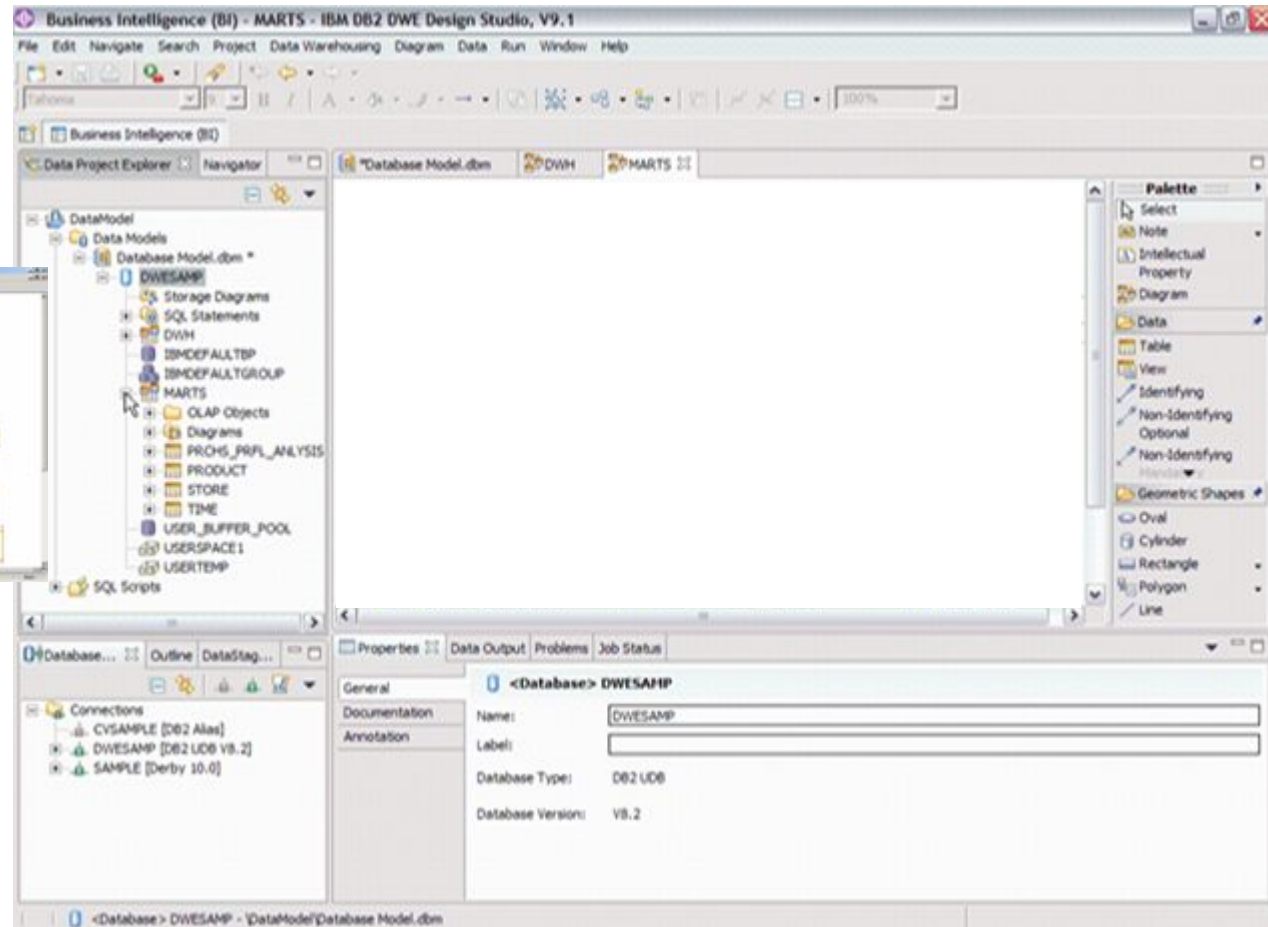 Business Intelligence (BI) - MARTS - IBM DB2 DWE Design Studio, V9.1
File Edit Navigate Search Project Data Warehousing Diagram Data Run Window Help
Tahoma 9 100%
Business Intelligence (BI)
Data Project Explorer Navigator
*Database Model.dbm DWH MARTS
DataModel
Data Models
Database Model.dbm *
DWESAMP
Storage Diagrams
SQL Statements
DWH
IBMDEFAULTBP
IBMDEFAULTGROUP
MARTS
OLAP Objects
Diagrams
PRCHS_PRFL_ANLYSIS
PRODUCT
STORE
TIME
USER_BUFFER_POOL
USERSPACE1
USERTEMP
SQL Scripts
Palette
Select
Note
Intellectual
Property
Diagram
Data
Table
View
Identifying
Non-Identifying
Optional
Non-Identifying
Geometric Shapes
Oval
Cylinder
Rectangle
Polygon
Line
Database... Outline DataStag...
Connections
CVSAMPLE [DB2 Alias]
DWESAMP [DB2 UDB V8.2]
SAMPLE [Derby 10.0]
Properties Data Output Problems Job Status
General
Documentation
Annotation
<Database> DWESAMP
Name: DWESAMP
Label:
Database Type: DB2 UDB
Database Version: V8.2
<Database> DWESAMP - \DataModel\Database Model.dbm